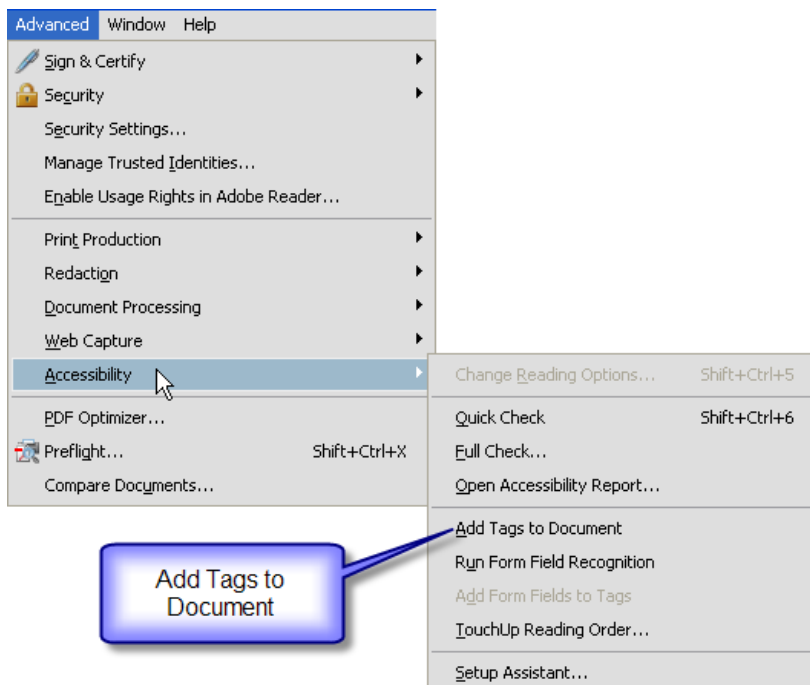 Advanced Window Help
Sign & Certify
Security
Security Settings...
Manage Trusted Identities...
Enable Usage Rights in Adobe Reader...
Print Production
Redaction
Document Processing
Web Capture
Accessibility
PDF Optimizer...
Preflight... Shift+Ctrl+X
Compare Documents...
Change Reading Options... Shift+Ctrl+5
Quick Check Shift+Ctrl+6
Full Check...
Open Accessibility Report...
Add Tags to Document
Run Form Field Recognition
Add Form Fields to Tags
TouchUp Reading Order...
Setup Assistant...
Add Tags to
Document